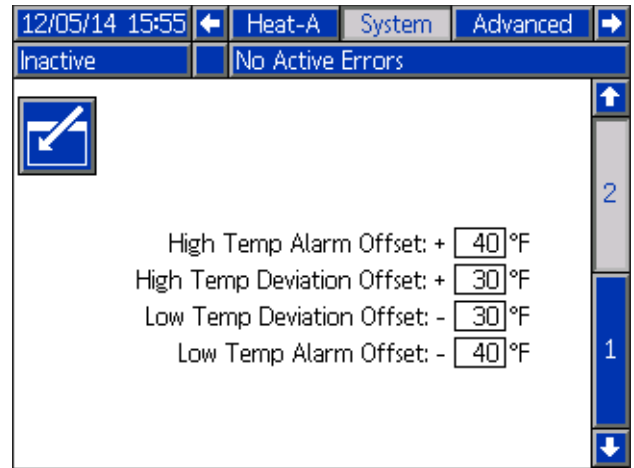 12/05/14 15:55 Heat-A System Advanced
Inactive No Active Errors
2
High Temp Alarm Offset: + 40 °F
High Temp Deviation Offset: + 30 °F
Low Temp Deviation Offset: - 30 °F
Low Temp Alarm Offset: - 40 °F
1